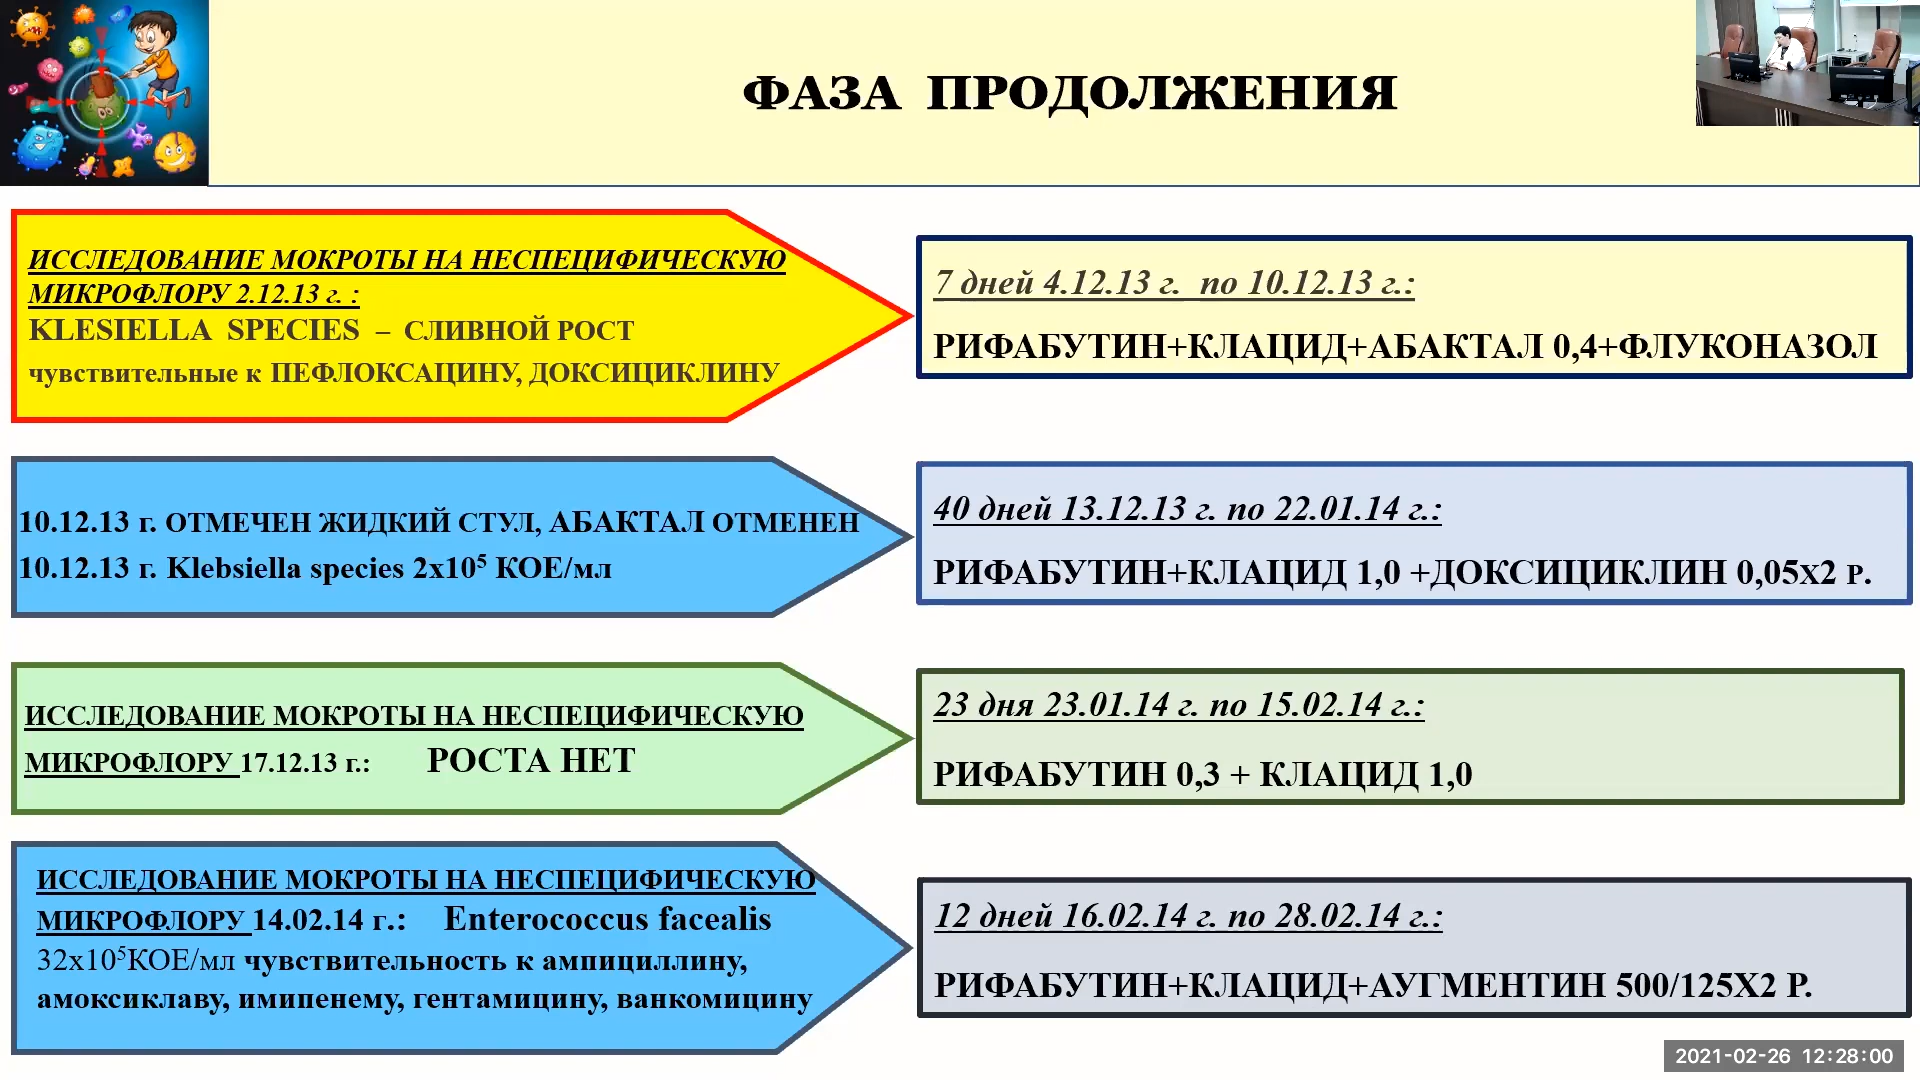 ФАЗА ПРОДОЛЖЕНИЯ
ИССЛЕДОВАНИЕ МОКРОТЫ НА НЕСПЕЦИФИЧЕСКУЮ
МИКРОФЛОРУ 2.12.13 г. :
KLESIELLA SPECIES – СЛИВНОЙ РОСТ
чувствительные к ПЕФЛОКСАЦИНУ, ДОКСИЦИКЛИНУ
7 дней 4.12.13 г. по 10.12.13 г.:
РИФАБУТИН+КЛАЦИД+АБАКТАЛ 0,4+ФЛУКОНАЗОЛ
10.12.13 г. ОТМЕЧЕН ЖИДКИЙ СТУЛ, АБАКТАЛ ОТМЕНЕН
10.12.13 г. Klebsiella species 2х10⁵ КОЕ/мл
40 дней 13.12.13 г. по 22.01.14 г.:
РИФАБУТИН+КЛАЦИД 1,0 +ДОКСИЦИКЛИН 0,05Х2 Р.
ИССЛЕДОВАНИЕ МОКРОТЫ НА НЕСПЕЦИФИЧЕСКУЮ
МИКРОФЛОРУ 17.12.13 г.: РОСТА НЕТ
23 дня 23.01.14 г. по 15.02.14 г.:
РИФАБУТИН 0,3 + КЛАЦИД 1,0
ИССЛЕДОВАНИЕ МОКРОТЫ НА НЕСПЕЦИФИЧЕСКУЮ
МИКРОФЛОРУ 14.02.14 г.: Enterococcus facealis
32х10⁵КОЕ/мл чувствительность к ампициллину,
амоксиклаву, имипенему, гентамицину, ванкомицину
12 дней 16.02.14 г. по 28.02.14 г.:
РИФАБУТИН+КЛАЦИД+АУГМЕНТИН 500/125Х2 Р.
2021-02-26 12:28:00